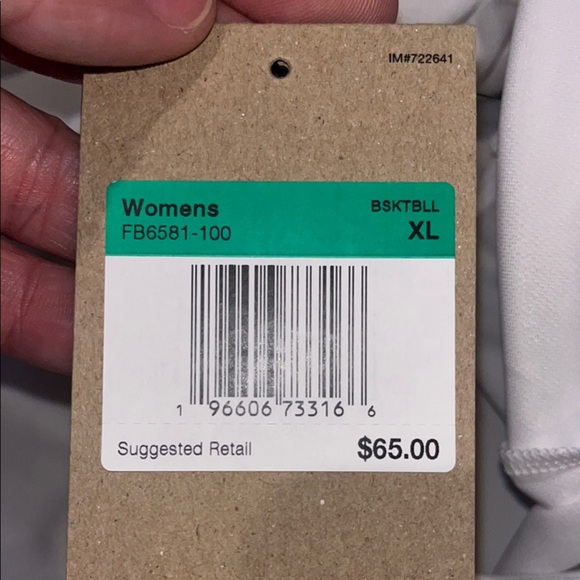 IM#722641
Womens BSKTBLL
FB6581-100 XL
1 96606 73316 6
Suggested Retail $65.00